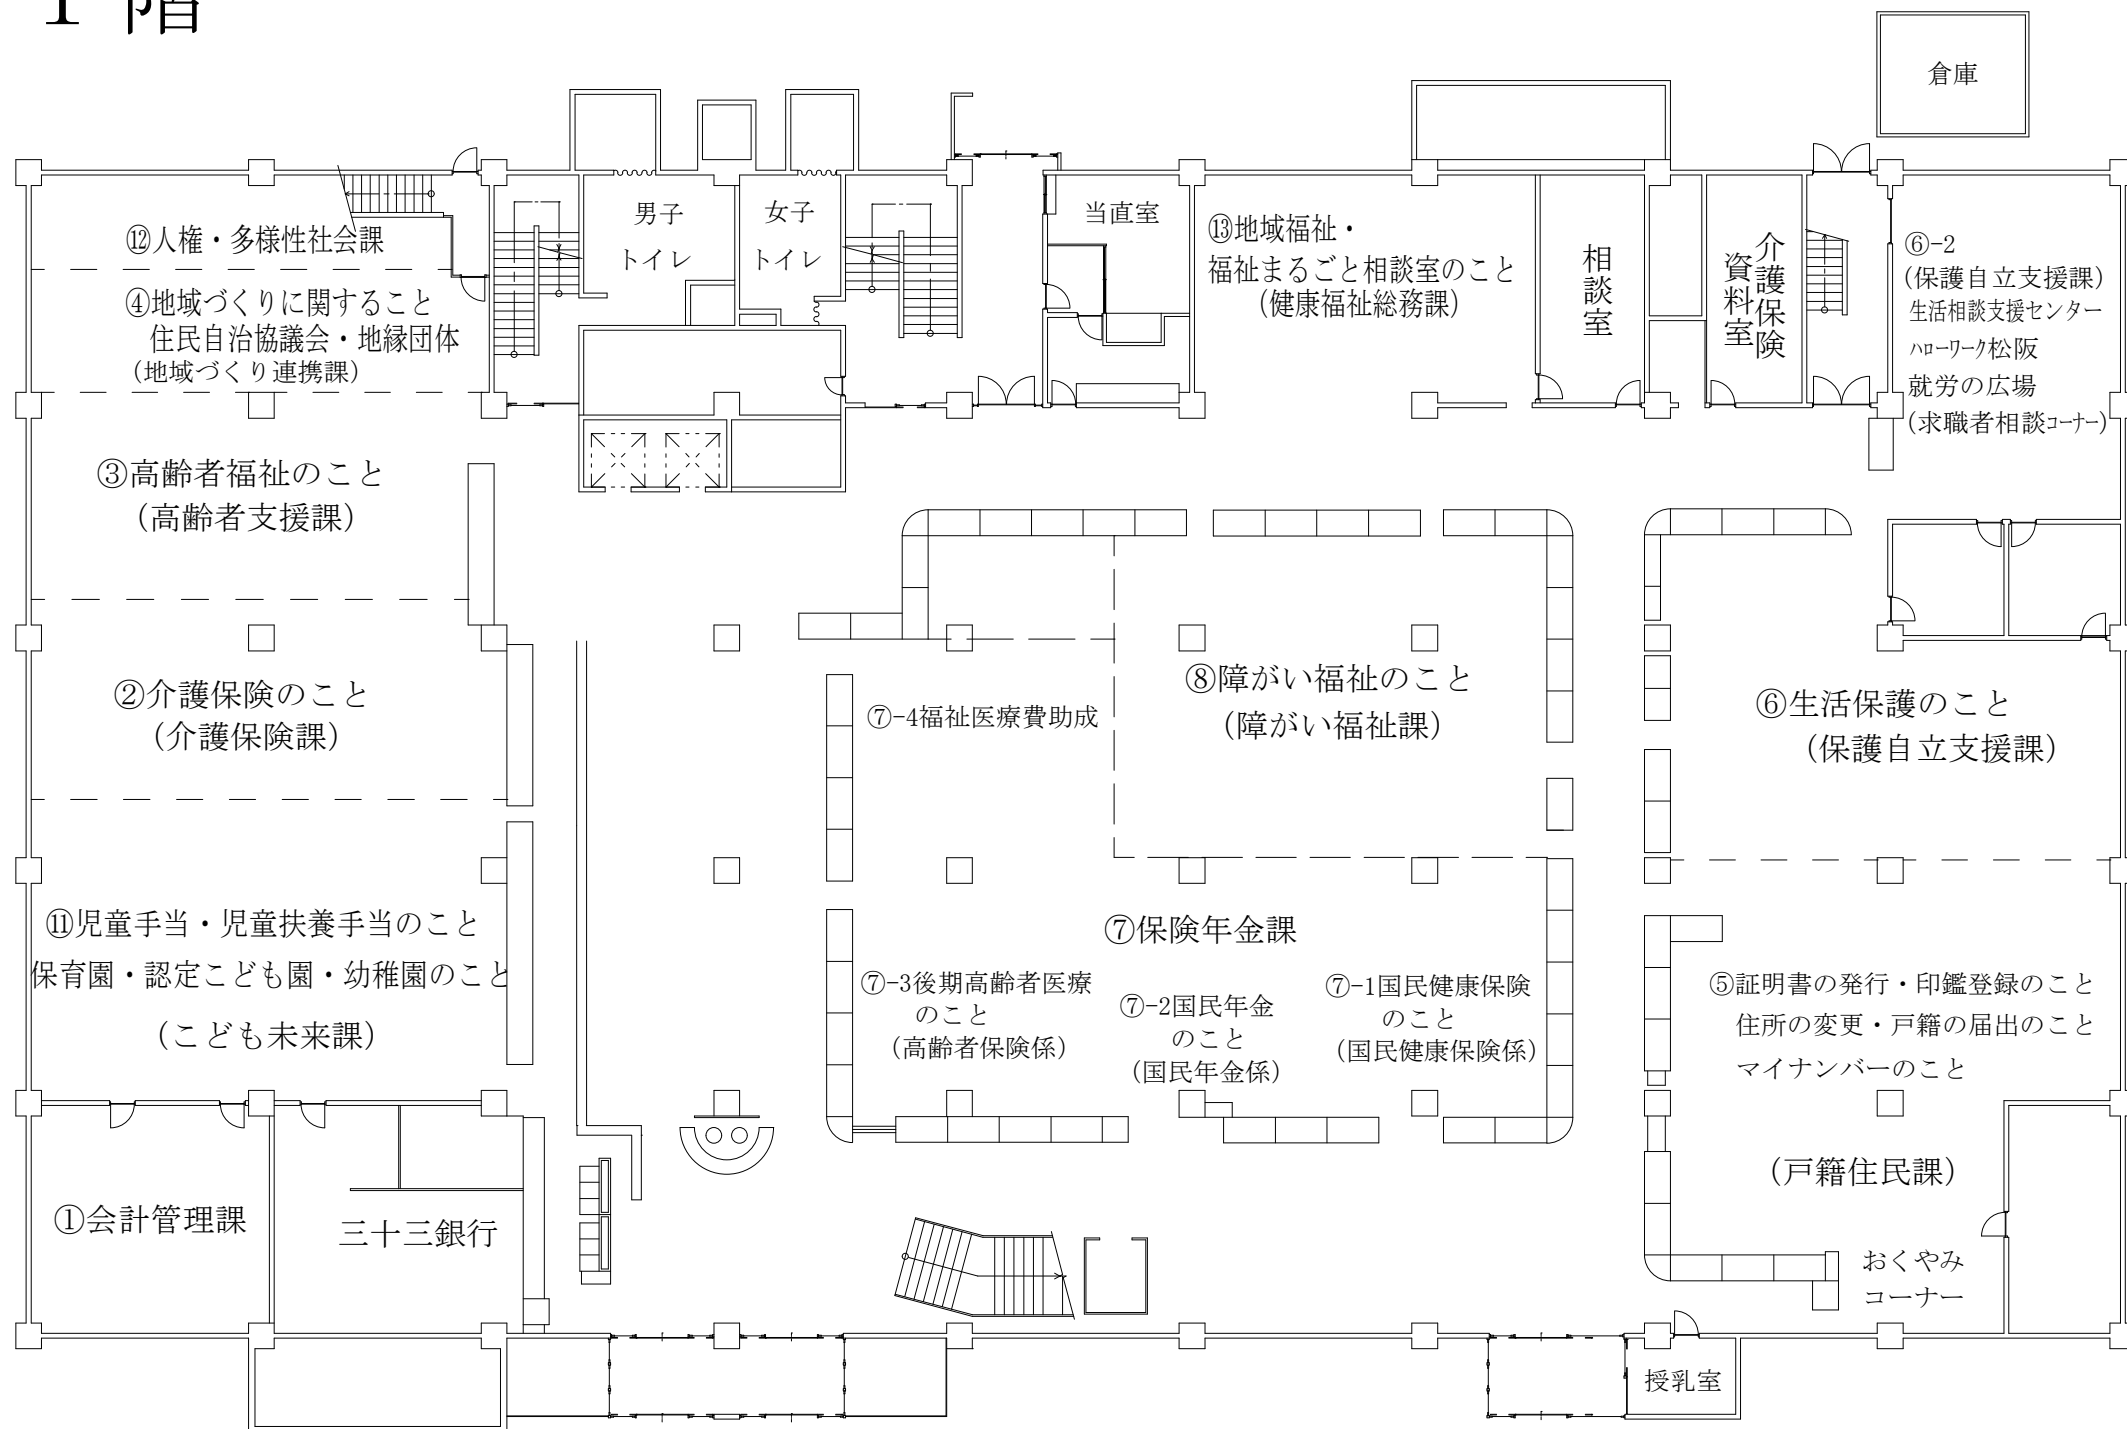 1 階
倉庫
⑫人権・多様性社会課
④地域づくりに関すること
住民自治協議会・地縁団体
(地域づくり連携課)
男子
トイレ
女子
トイレ
当直室
⑬地域福祉・
福祉まるごと相談室のこと
(健康福祉総務課)
相談室
介護保険
資料室
⑥-2
(保護自立支援課)
生活相談支援センター
ハローワーク松阪
就労の広場
(求職者相談コーナー)
③高齢者福祉のこと
(高齢者支援課)
②介護保険のこと
(介護保険課)
⑦-4福祉医療費助成
⑧障がい福祉のこと
(障がい福祉課)
⑥生活保護のこと
(保護自立支援課)
⑪児童手当・児童扶養手当のこと
保育園・認定こども園・幼稚園のこと
(こども未来課)
⑦保険年金課
⑦-3後期高齢者医療
のこと
(高齢者保険係)
⑦-2国民年金
のこと
(国民年金係)
⑦-1国民健康保険
のこと
(国民健康保険係)
⑤証明書の発行・印鑑登録のこと
住所の変更・戸籍の届出のこと
マイナンバーのこと
(戸籍住民課)
①会計管理課
三十三銀行
おくやみ
コーナー
授乳室